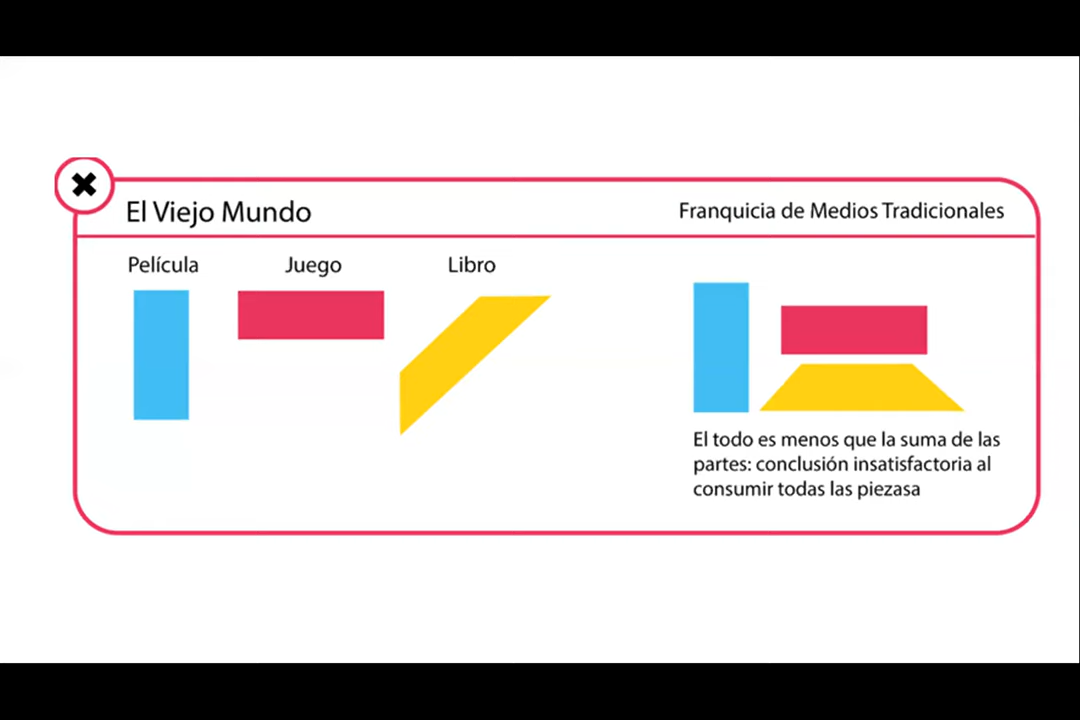 El Viejo Mundo
Franquicia de Medios Tradicionales
Película
Juego
Libro
El todo es menos que la suma de las
partes: conclusión insatisfactoria al
consumir todas las piezasa